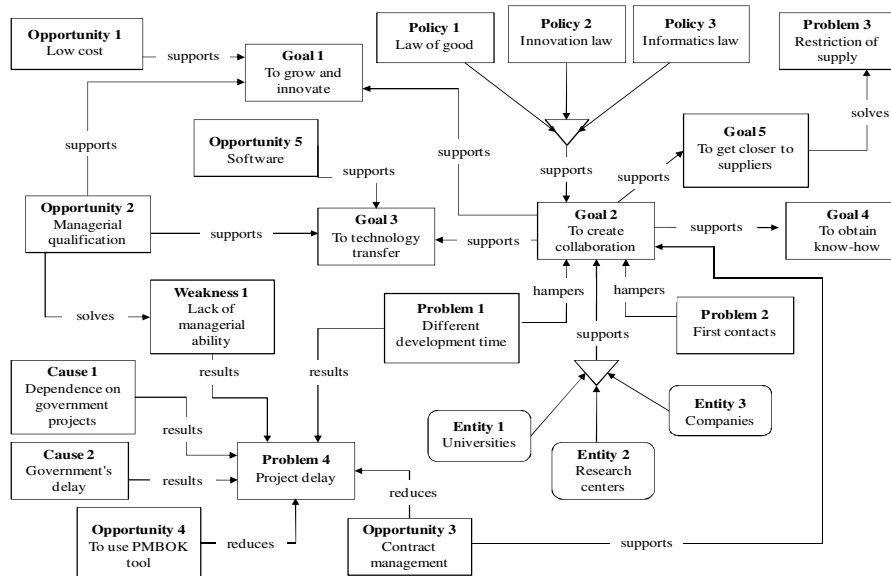 Opportunity 1
Low cost
supports
Goal 1
To grow and
innovate
Policy 1
Law of good
Policy 2
Innovation law
Policy 3
Informatics law
Problem 3
Restriction of
supply
supports
Opportunity 5
Software
supports
supports
Goal 5
To get closer to
suppliers
solves
supports
Opportunity 2
Managerial
qualification
supports
Goal 3
To technology
transfer
supports
Goal 2
To create
collaboration
supports
Goal 4
To obtain
know-how
solves
Weakness 1
Lack of
managerial
ability
Problem 1
Different
development time
hampers
supports
hampers
Problem 2
First contacts
results
results
Cause 1
Dependence on
government
projects
results
Cause 2
Government's
delay
results
Problem 4
Project delay
Entity 1
Universities
Entity 2
Research
centers
Entity 3
Companies
Opportunity 4
To use PMBOK
tool
reduces
reduces
Opportunity 3
Contract
management
supports